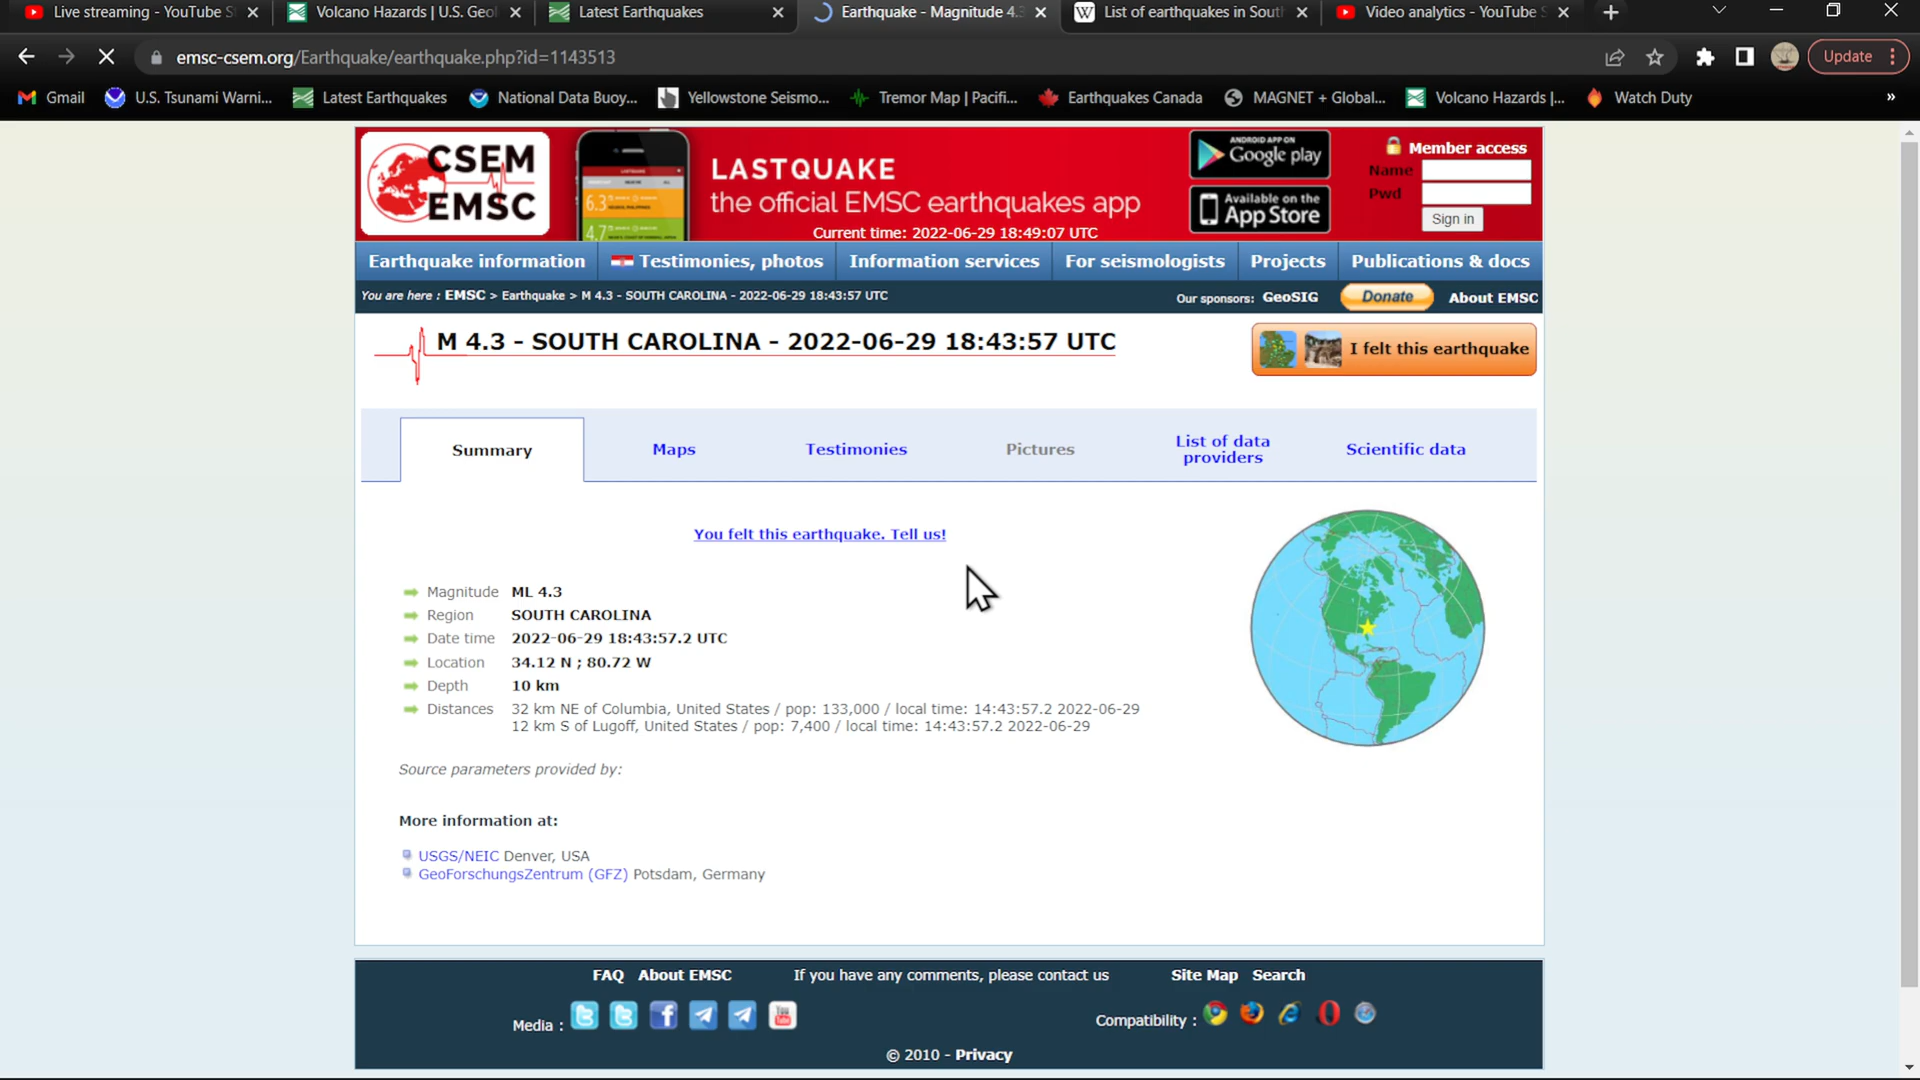 Live streaming - YouTube S
Volcano Hazards | U.S. Geol
Latest Earthquakes
Earthquake - Magnitude 4.3
List of earthquakes in South
Video analytics - YouTube S
emsc-csem.org/Earthquake/earthquake.php?id=1143513
Update
Gmail
U.S. Tsunami Warni...
Latest Earthquakes
National Data Buoy...
Yellowstone Seismo...
Tremor Map | Pacifi...
Earthquakes Canada
MAGNET + Global...
Volcano Hazards |...
Watch Duty
»
CSEM
EMSC
LASTQUAKE
the official EMSC earthquakes app
Current time: 2022-06-29 18:49:07 UTC
ANDROID APP ON
Google play
Available on the
App Store
Member access
Name
Pwd
Sign in
Earthquake information
Testimonies, photos
Information services
For seismologists
Projects
Publications & docs
You are here : EMSC > Earthquake > M 4.3 - SOUTH CAROLINA - 2022-06-29 18:43:57 UTC
Our sponsors: GeoSIG
Donate
About EMSC
M 4.3 - SOUTH CAROLINA - 2022-06-29 18:43:57 UTC
I felt this earthquake
Summary
Maps
Testimonies
Pictures
List of data
providers
Scientific data
You felt this earthquake. Tell us!
Magnitude ML 4.3
Region SOUTH CAROLINA
Date time 2022-06-29 18:43:57.2 UTC
Location 34.12 N ; 80.72 W
Depth 10 km
Distances 32 km NE of Columbia, United States / pop: 133,000 / local time: 14:43:57.2 2022-06-29
12 km S of Lugoff, United States / pop: 7,400 / local time: 14:43:57.2 2022-06-29
Source parameters provided by:
More information at:
USGS/NEIC Denver, USA
GeoForschungsZentrum (GFZ) Potsdam, Germany
FAQ About EMSC
If you have any comments, please contact us
Site Map Search
Media :
Compatibility :
© 2010 - Privacy